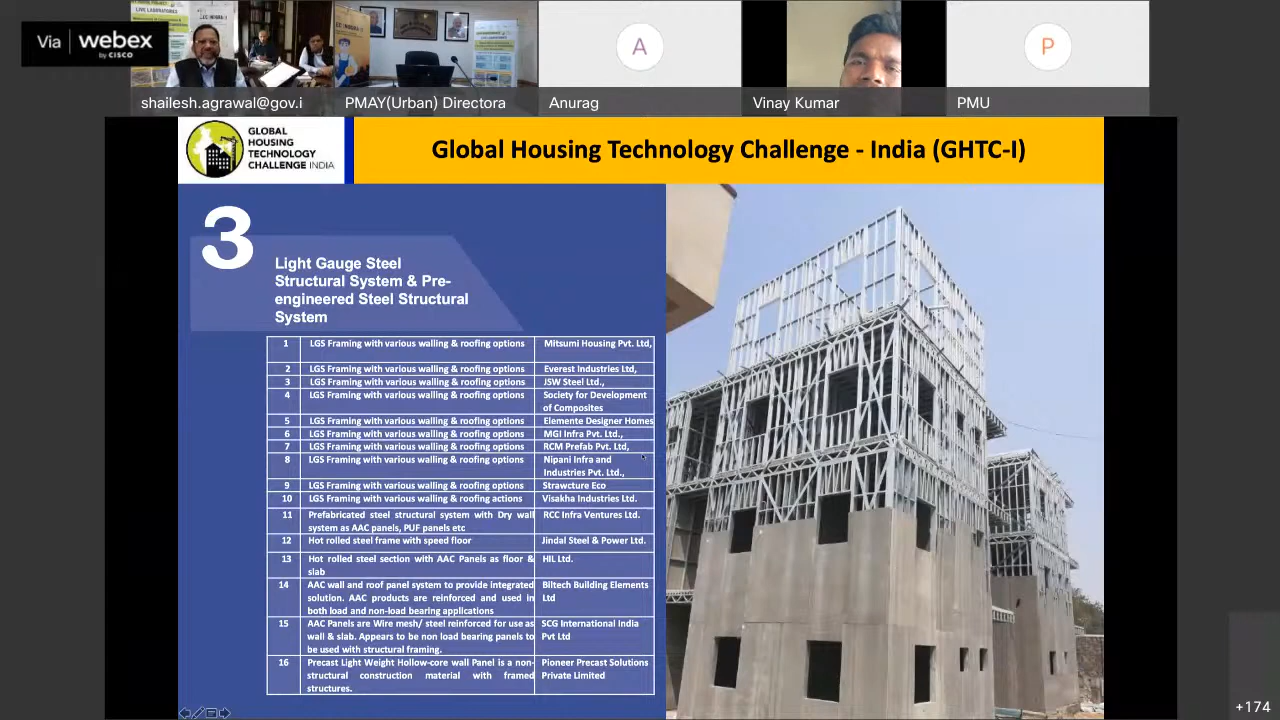 Via webex
by CISCO
shailesh.agrawal@gov.i
PMAY(Urban) Directora
A
Anurag
Vinay Kumar
P
PMU
GLOBAL
HOUSING
TECHNOLOGY
CHALLENGE INDIA
Global Housing Technology Challenge - India (GHTC-I)
3
Light Gauge Steel
Structural System & Pre-
engineered Steel Structural
System
1 LGS Framing with various walling & roofing options Mitsumi Housing Pvt. Ltd,
2 LGS Framing with various walling & roofing options Everest Industries Ltd,
3 LGS Framing with various walling & roofing options JSW Steel Ltd.,
4 LGS Framing with various walling & roofing options Society for Development
of Composites
5 LGS Framing with various walling & roofing options Elemente Designer Homes
6 LGS Framing with various walling & roofing options MGI Infra Pvt. Ltd.,
7 LGS Framing with various walling & roofing options RCM Prefab Pvt. Ltd,
8 LGS Framing with various walling & roofing options Nipani Infra and
Industries Pvt. Ltd.,
9 LGS Framing with various walling & roofing options Strawcture Eco
10 LGS Framing with various walling & roofing actions Visakha Industries Ltd.
11 Prefabricated steel structural system with Dry wall RCC Infra Ventures Ltd.
system as AAC panels, PUF panels etc
12 Hot rolled steel frame with speed floor Jindal Steel & Power Ltd.
13 Hot rolled steel section with AAC Panels as floor & HIL Ltd.
slab
14 AAC wall and roof panel system to provide integrated Biltech Building Elements
solution. AAC products are reinforced and used in Ltd
both load and non-load bearing applications
15 AAC Panels are Wire mesh/ steel reinforced for use as SCG International India
wall & slab. Appears to be non load bearing panels to Pvt Ltd
be used with structural framing.
16 Precast Light Weight Hollow-core wall Panel is a non- Pioneer Precast Solutions
structural construction material with framed Private Limited
structures.
+174